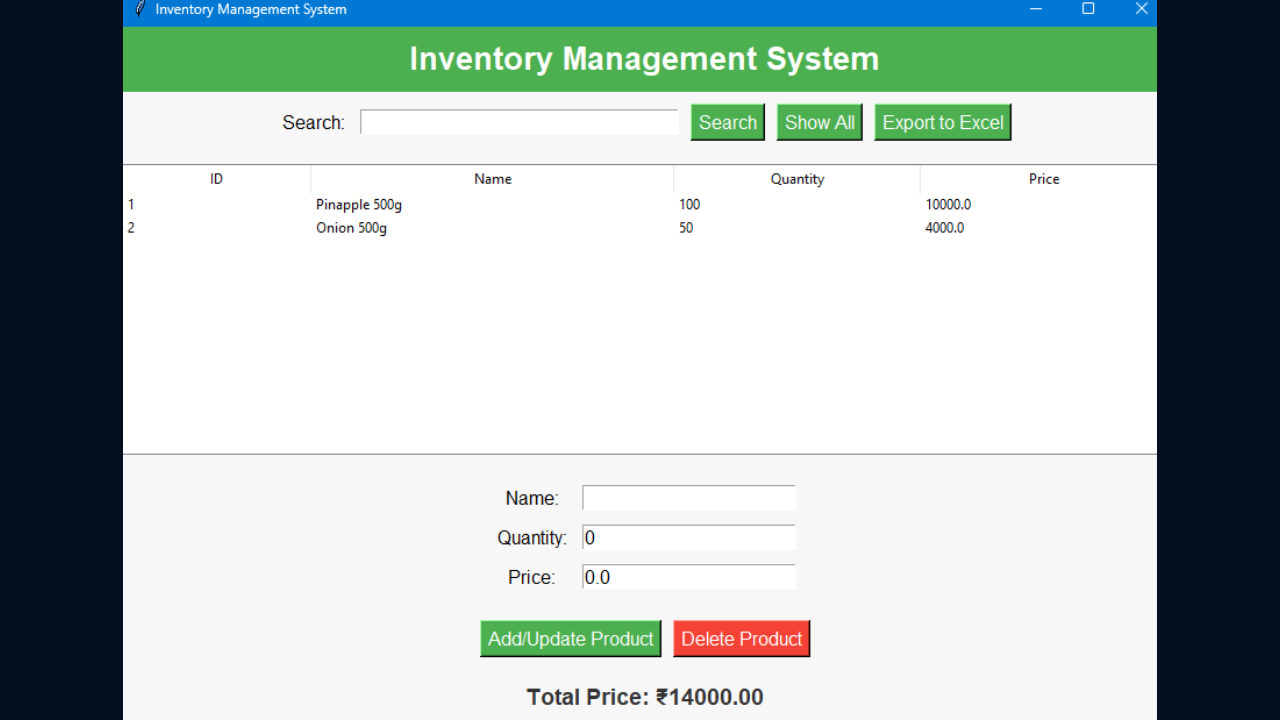 Inventory Management System
Inventory Management System
Search: Search Show All Export to Excel
ID Name Quantity Price
1 Pinapple 500g 100 10000.0
2 Onion 500g 50 4000.0
Name:
Quantity: 0
Price: 0.0
Add/Update Product Delete Product
Total Price: ₹14000.00